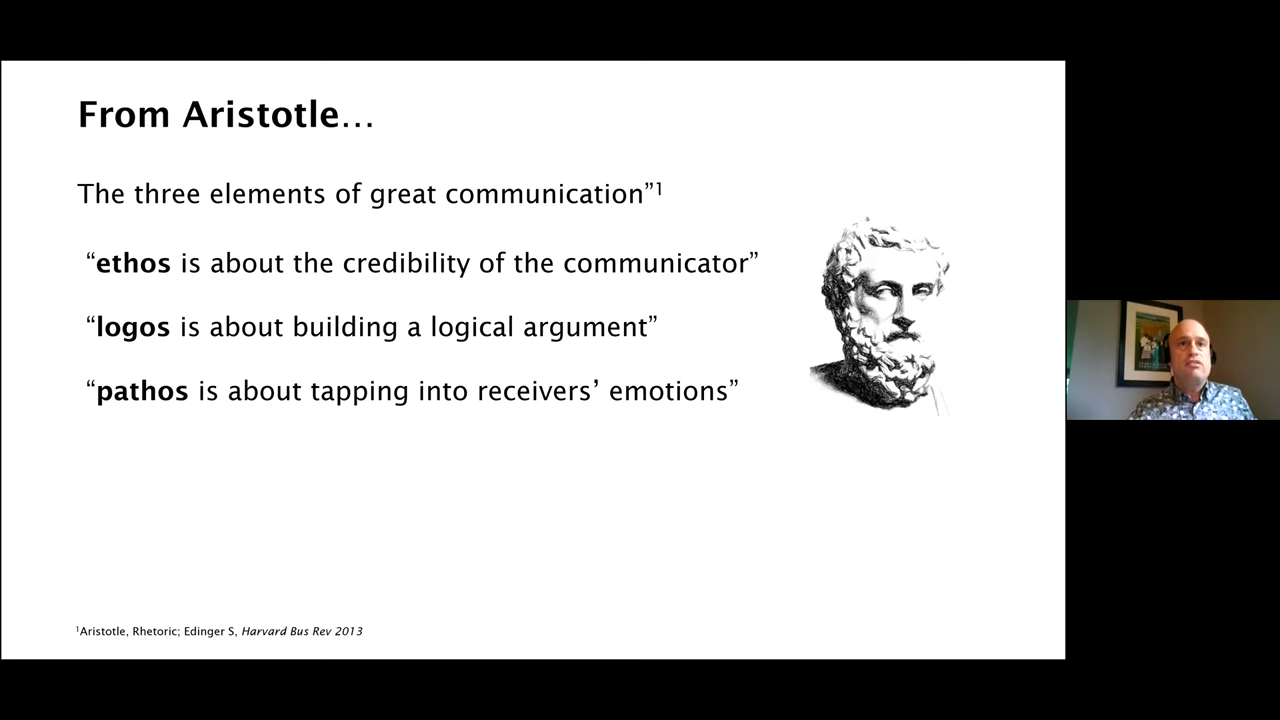 From Aristotle…
The three elements of great communication”¹
“ethos is about the credibility of the communicator”
“logos is about building a logical argument”
“pathos is about tapping into receivers’ emotions”
¹Aristotle, Rhetoric; Edinger S, Harvard Bus Rev 2013